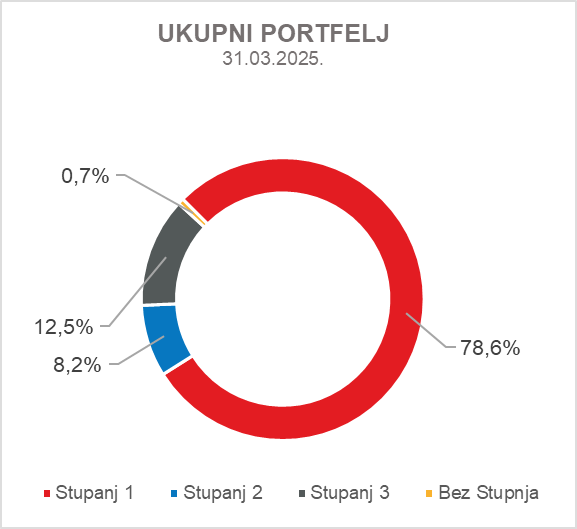 UKUPNI PORTFELJ
31.03.2025.
0,7%
12,5%
8,2%
78,6%
Stupanj 1
Stupanj 2
Stupanj 3
Bez Stupnja